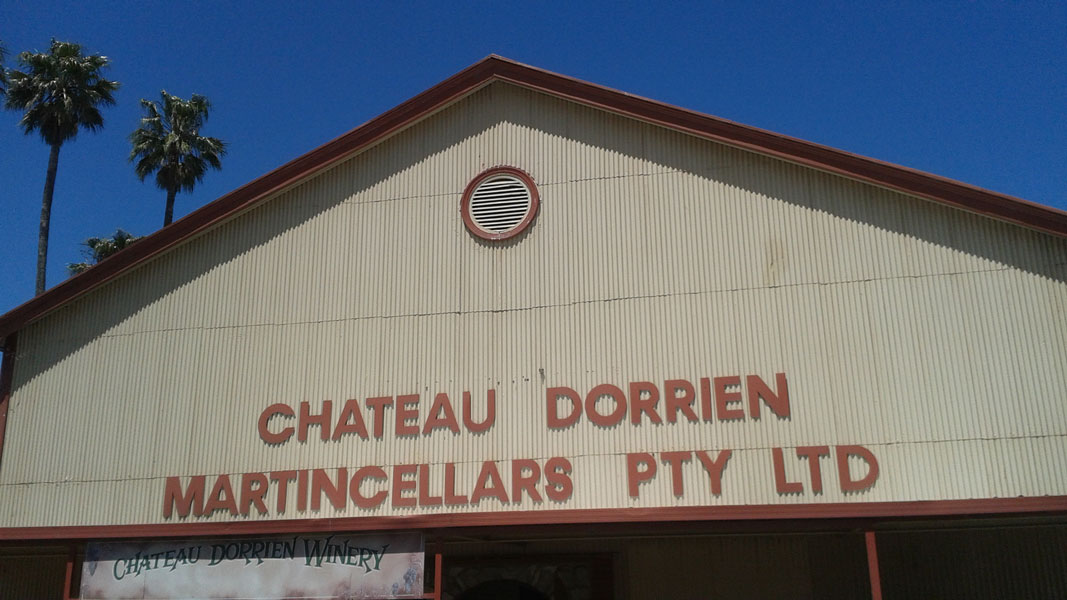 CHATEAU DORRIEN
MARTINCELLARS PTY LTD
CHATEAU DORRIEN WINERY